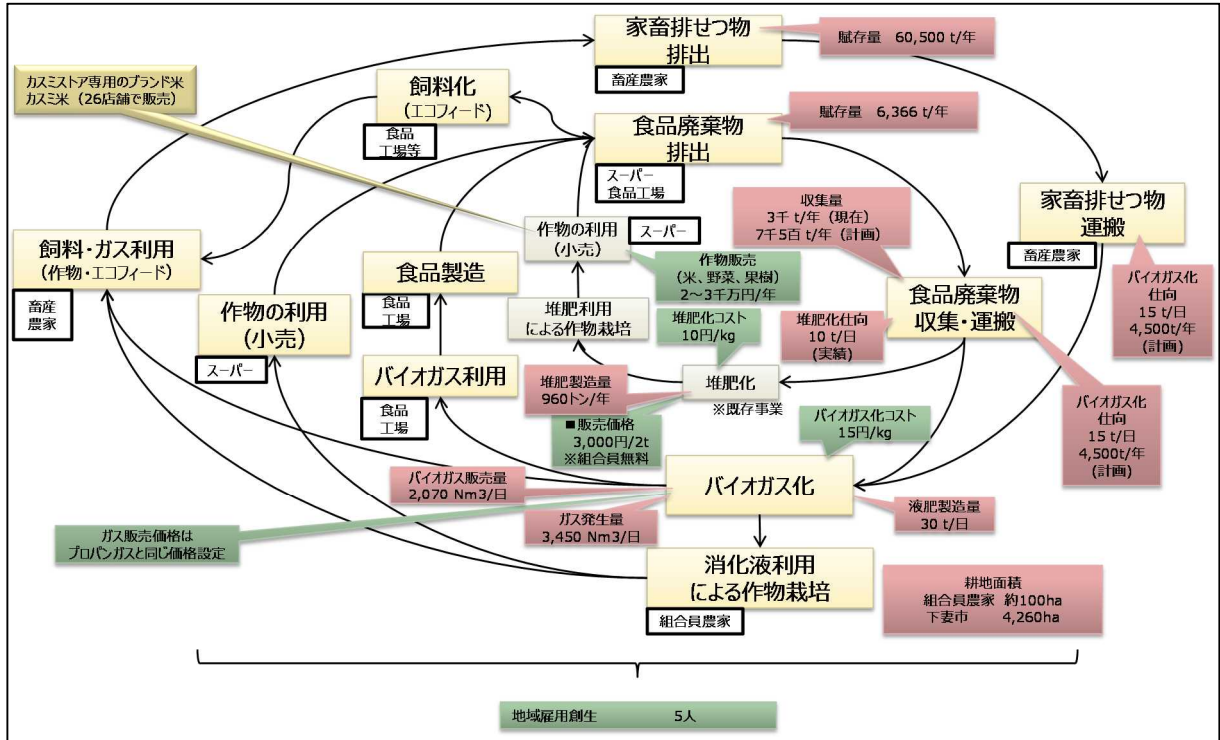 家畜排せつ物
排出
畜産農家
賦存量 60,500 t/年
カスミストア専用のブランド米
カスミ米（26店舗で販売）
飼料化
（エコフィード）
食品
工場等
食品廃棄物
排出
スーパー
食品工場
賦存量 6,366 t/年
収集量
3千 t/年（現在）
7千5百 t/年（計画）
家畜排せつ物
運搬
畜産農家
飼料・ガス利用
（作物・エコフィード）
畜産
農家
作物の利用
（小売）
スーパー
食品製造
食品
工場
作物の利用
（小売）
スーパー
作物販売
（米、野菜、果樹）
2～3千万円/年
食品廃棄物
収集・運搬
バイオガス化
仕向
15 t/日
4,500t/年
（計画）
堆肥利用
による作物栽培
堆肥化コスト
10円/kg
堆肥化仕向
10 t/日
（実績）
バイオガス利用
食品
工場
堆肥製造量
960トン/年
堆肥化
※既存事業
■販売価格
3,000円/2t
※組合員無料
バイオガス化コスト
15円/kg
バイオガス化
仕向
15 t/日
4,500t/年
（計画）
バイオガス販売量
2,070 Nm3/日
バイオガス化
液肥製造量
30 t/日
ガス販売価格は
プロパンガスと同じ価格設定
ガス発生量
3,450 Nm3/日
消化液利用
による作物栽培
組合員農家
耕地面積
組合員農家 約100ha
下妻市 4,260ha
地域雇用創生 5人